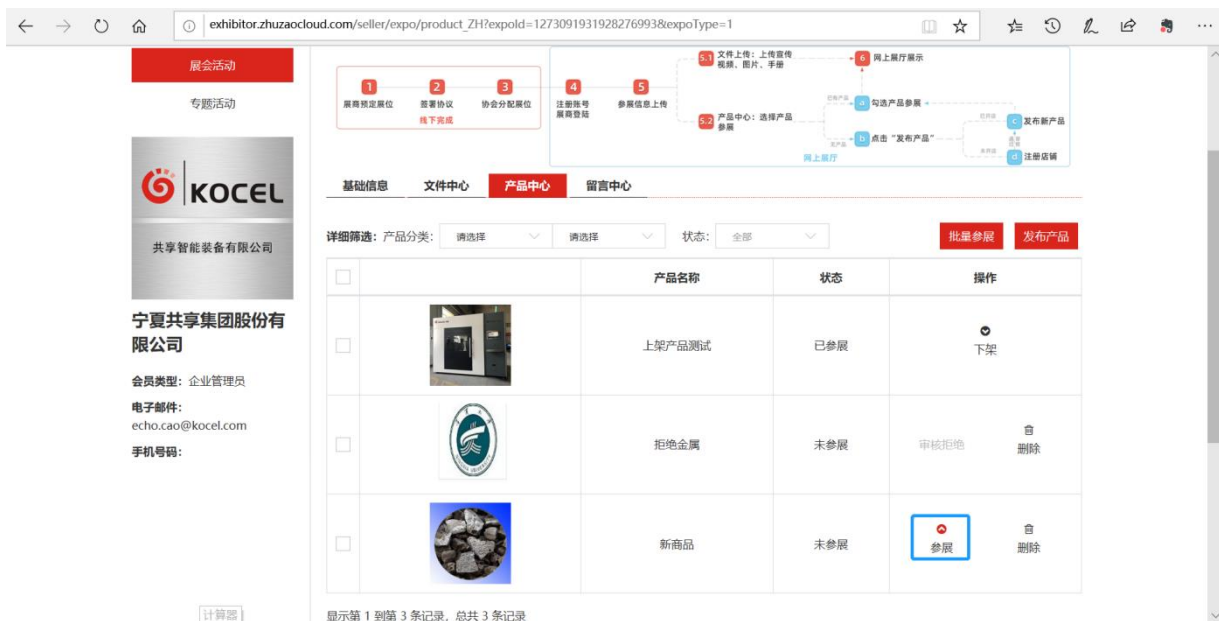 exhibitor.zhuzaocloud.com/seller/expo/product_ZH?expoId=1273091931928276993&expoType=1
展会活动
专题活动
KOCEL
共享智能装备有限公司
宁夏共享集团股份有
限公司
会员类型：企业管理员
电子邮件：
echo.cao@kocel.com
手机号码：
计算器
1
展商预定展位
2
签署协议
线下完成
3
协会分配展位
4
注册账号
展商登陆
5
参展信息上传
5.1 文件上传：上传宣传
视频、图片、手册
5.2 产品中心：选择产品
参展
6 网上展厅展示
a 勾选产品参展
b 点击“发布产品”
c 发布新产品
d 注册店铺
网上展厅
基础信息 文件中心 产品中心 留言中心
详细筛选：产品分类： 请选择 请选择 状态： 全部 批量参展 发布产品
产品名称 状态 操作
上架产品测试 已参展 下架
拒绝金属 未参展 审核拒绝 删除
新商品 未参展 参展 删除
显示第 1 到第 3 条记录，总共 3 条记录